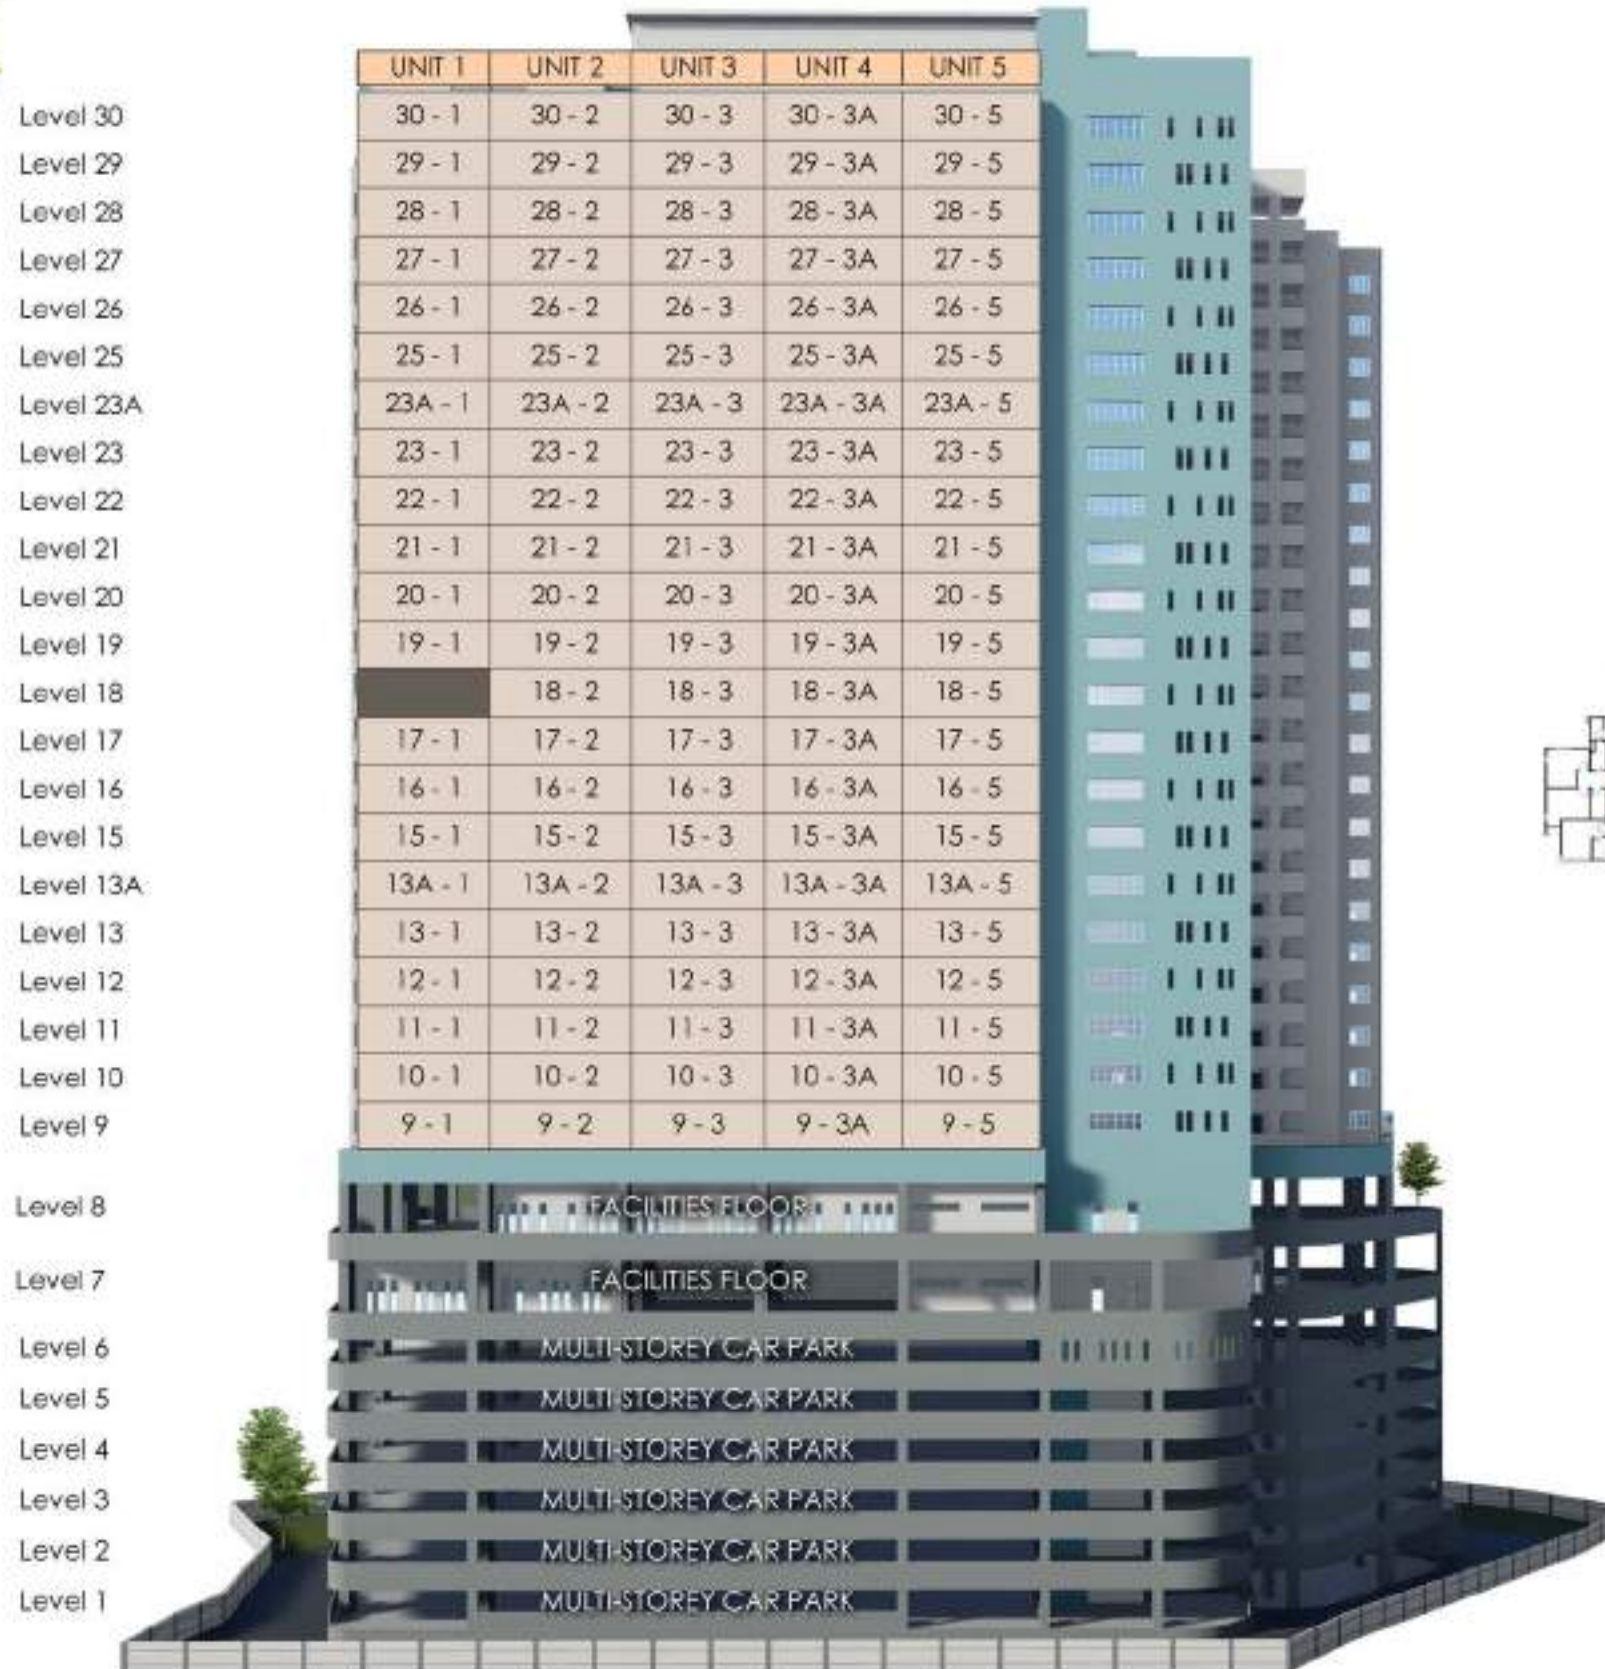 UNIT 1 UNIT 2 UNIT 3 UNIT 4 UNIT 5
Level 30 30 - 1 30 - 2 30 - 3 30 - 3A 30 - 5
Level 29 29 - 1 29 - 2 29 - 3 29 - 3A 29 - 5
Level 28 28 - 1 28 - 2 28 - 3 28 - 3A 28 - 5
Level 27 27 - 1 27 - 2 27 - 3 27 - 3A 27 - 5
Level 26 26 - 1 26 - 2 26 - 3 26 - 3A 26 - 5
Level 25 25 - 1 25 - 2 25 - 3 25 - 3A 25 - 5
Level 23A 23A - 1 23A - 2 23A - 3 23A - 3A 23A - 5
Level 23 23 - 1 23 - 2 23 - 3 23 - 3A 23 - 5
Level 22 22 - 1 22 - 2 22 - 3 22 - 3A 22 - 5
Level 21 21 - 1 21 - 2 21 - 3 21 - 3A 21 - 5
Level 20 20 - 1 20 - 2 20 - 3 20 - 3A 20 - 5
Level 19 19 - 1 19 - 2 19 - 3 19 - 3A 19 - 5
Level 18 18 - 2 18 - 3 18 - 3A 18 - 5
Level 17 17 - 1 17 - 2 17 - 3 17 - 3A 17 - 5
Level 16 16 - 1 16 - 2 16 - 3 16 - 3A 16 - 5
Level 15 15 - 1 15 - 2 15 - 3 15 - 3A 15 - 5
Level 13A 13A - 1 13A - 2 13A - 3 13A - 3A 13A - 5
Level 13 13 - 1 13 - 2 13 - 3 13 - 3A 13 - 5
Level 12 12 - 1 12 - 2 12 - 3 12 - 3A 12 - 5
Level 11 11 - 1 11 - 2 11 - 3 11 - 3A 11 - 5
Level 10 10 - 1 10 - 2 10 - 3 10 - 3A 10 - 5
Level 9 9 - 1 9 - 2 9 - 3 9 - 3A 9 - 5
Level 8 FACILITIES FLOOR
Level 7 FACILITIES FLOOR
Level 6 MULTI-STOREY CAR PARK
Level 5 MULTI-STOREY CAR PARK
Level 4 MULTI-STOREY CAR PARK
Level 3 MULTI-STOREY CAR PARK
Level 2 MULTI-STOREY CAR PARK
Level 1 MULTI-STOREY CAR PARK